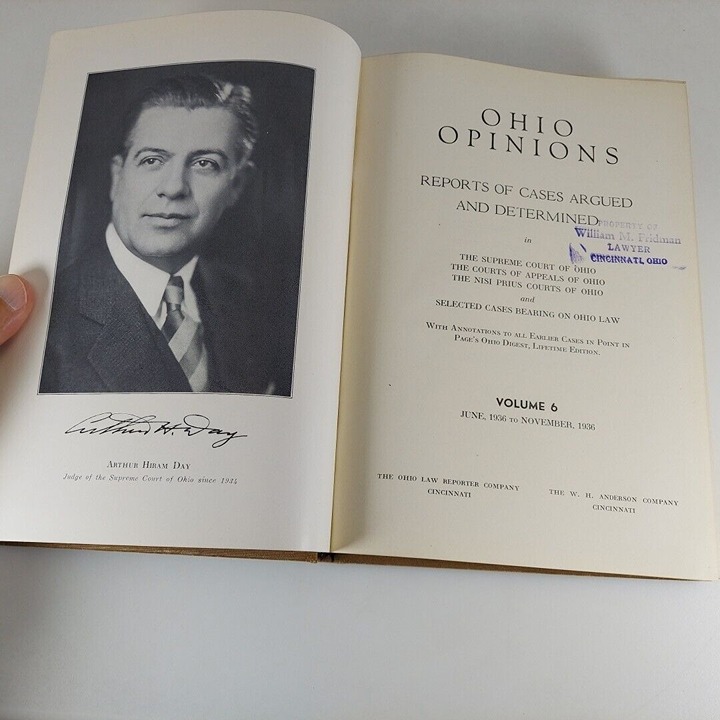 Arthur H. Day
ARTHUR HIRAM DAY
Judge of the Supreme Court of Ohio since 1934
OHIO
OPINIONS
REPORTS OF CASES ARGUED
AND DETERMINED
PROPERTY OF
William M. Fridman
LAWYER
CINCINNATI, OHIO
in
THE SUPREME COURT OF OHIO
THE COURTS OF APPEALS OF OHIO
THE NISI PRIUS COURTS OF OHIO
and
SELECTED CASES BEARING ON OHIO LAW
WITH ANNOTATIONS TO ALL EARLIER CASES IN POINT IN
PAGE'S OHIO DIGEST, LIFETIME EDITION.
VOLUME 6
JUNE, 1936 TO NOVEMBER, 1936
THE OHIO LAW REPORTER COMPANY
CINCINNATI
THE W. H. ANDERSON COMPANY
CINCINNATI